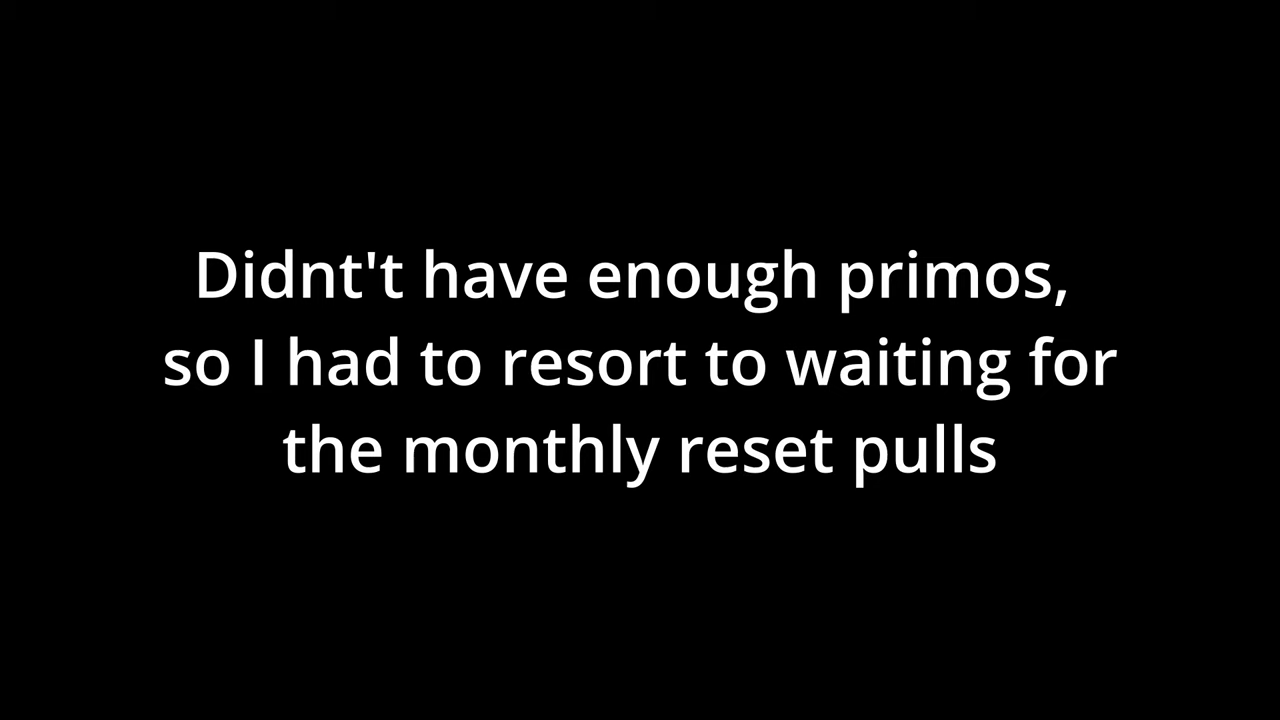 Didnt't have enough primos,
so I had to resort to waiting for
the monthly reset pulls